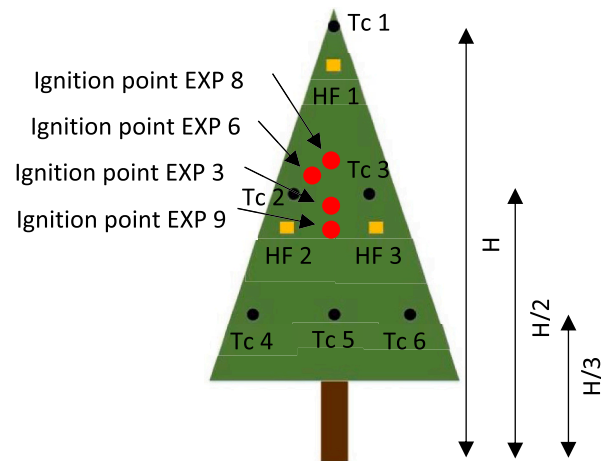 Tc 1
Ignition point EXP 8
HF 1
Ignition point EXP 6
Ignition point EXP 3
Tc 3
Tc 2
Ignition point EXP 9
HF 2
HF 3
H
H/2
Tc 4
Tc 5
Tc 6
H/3